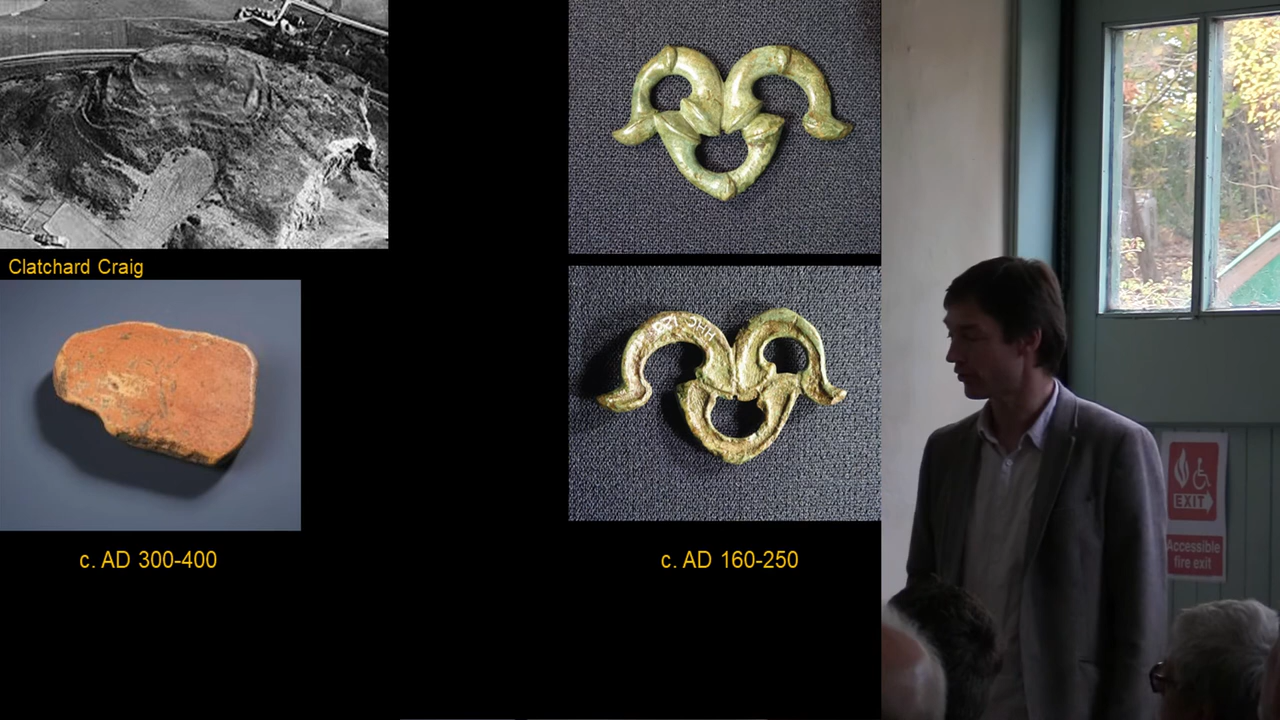 Clatchard Craig
c. AD 300-400
c. AD 160-250
EXIT
Accessible
fire exit